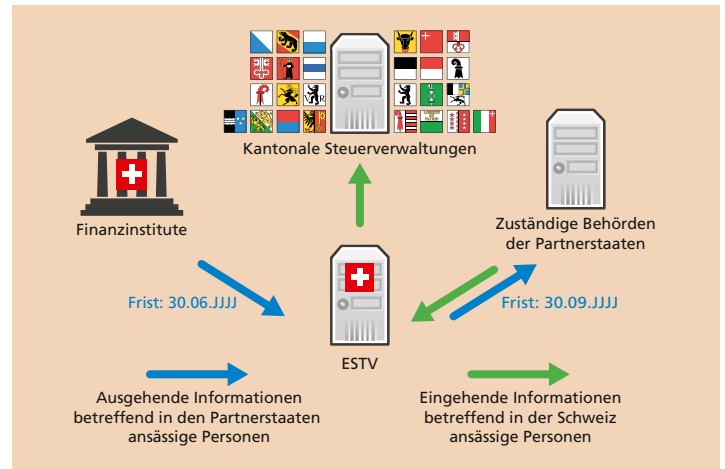 Kantonale Steuerverwaltungen
Finanzinstitute
Zuständige Behörden
der Partnerstaaten
Frist: 30.06.JJJJ
Frist: 30.09.JJJJ
ESTV
Ausgehende Informationen
betreffend in den Partnerstaaten
ansässige Personen
Eingehende Informationen
betreffend in der Schweiz
ansässige Personen